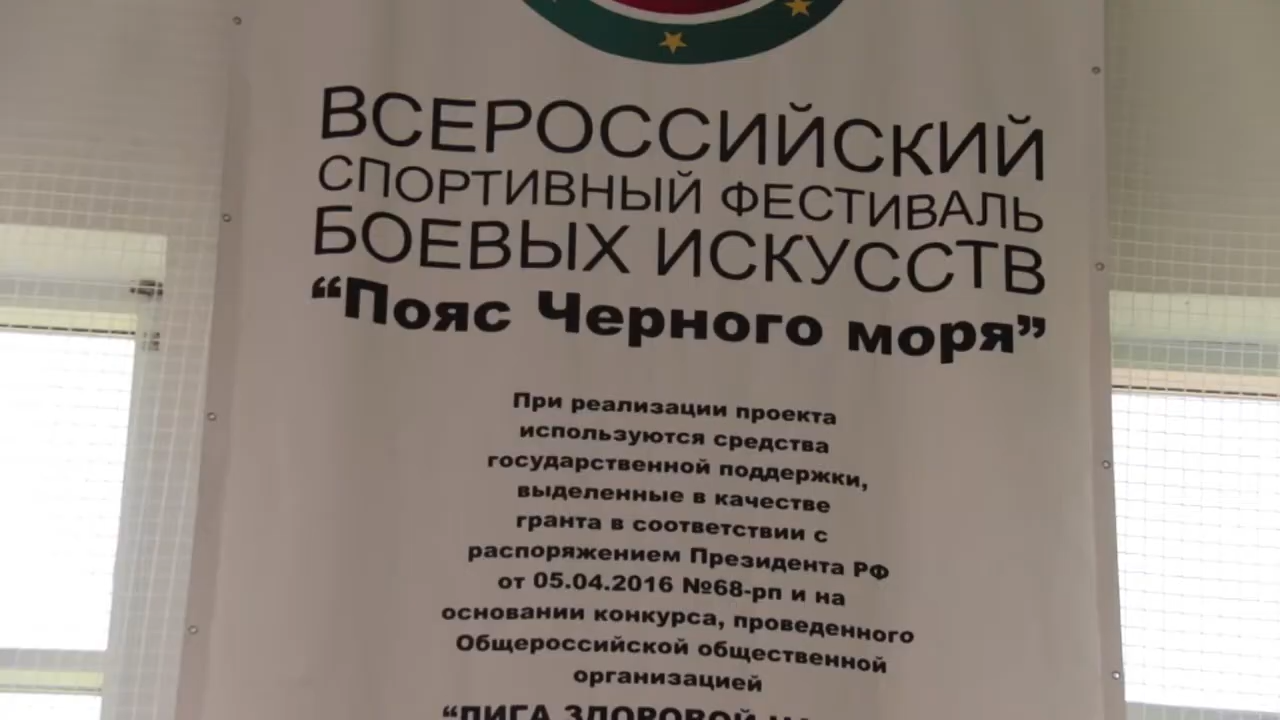 ВСЕРОССИЙСКИЙ
СПОРТИВНЫЙ ФЕСТИВАЛЬ
БОЕВЫХ ИСКУССТВ
“Пояс Черного моря”
При реализации проекта
используются средства
государственной поддержки,
выделенные в качестве
гранта в соответствии с
распоряжением Президента РФ
от 05.04.2016 №68-рп и на
основании конкурса, проведенного
Общероссийской общественной
организацией
“ЛИГА ЗДОРОВОЙ